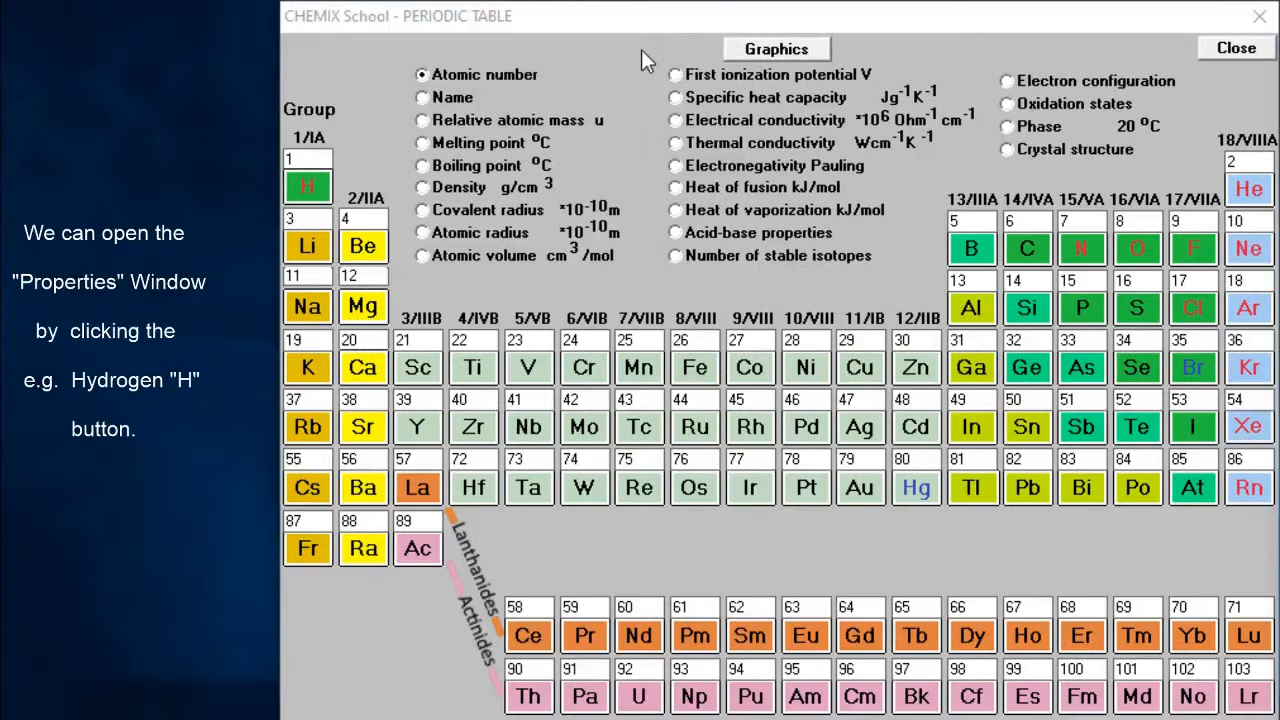 CHEMIX School - PERIODIC TABLE
Graphics
Close
We can open the
"Properties" Window
by clicking the
e.g. Hydrogen "H"
button.
Atomic number
Name
Relative atomic mass u
Melting point °C
Boiling point °C
Density g/cm 3
Covalent radius *10-10m
Atomic radius *10-10m
Atomic volume cm 3 /mol
First ionization potential V
Specific heat capacity Jg-1K-1
Electrical conductivity *106 Ohm-1 cm-1
Thermal conductivity Wcm-1K -1
Electronegativity Pauling
Heat of fusion kJ/mol
Heat of vaporization kJ/mol
Acid-base properties
Number of stable isotopes
Electron configuration
Oxidation states
Phase 20 °C
Crystal structure
Group
1/IA 18/VIIIA
1 2
H He
2/IIA 13/IIIA 14/IVA 15/VA 16/VIA 17/VIIA
3 4 5 6 7 8 9 10
Li Be B C N O F Ne
11 12 13 14 15 16 17 18
Na Mg Al Si P S Cl Ar
3/IIIB 4/IVB 5/VB 6/VIB 7/VIIB 8/VIII 9/VIII 10/VIII 11/IB 12/IIB
19 20 21 22 23 24 25 26 27 28 29 30 31 32 33 34 35 36
K Ca Sc Ti V Cr Mn Fe Co Ni Cu Zn Ga Ge As Se Br Kr
37 38 39 40 41 42 43 44 45 46 47 48 49 50 51 52 53 54
Rb Sr Y Zr Nb Mo Tc Ru Rh Pd Ag Cd In Sn Sb Te I Xe
55 56 57 72 73 74 75 76 77 78 79 80 81 82 83 84 85 86
Cs Ba La Hf Ta W Re Os Ir Pt Au Hg Tl Pb Bi Po At Rn
87 88 89
Fr Ra Ac
Lanthanides
Actinides
58 59 60 61 62 63 64 65 66 67 68 69 70 71
Ce Pr Nd Pm Sm Eu Gd Tb Dy Ho Er Tm Yb Lu
90 91 92 93 94 95 96 97 98 99 100 101 102 103
Th Pa U Np Pu Am Cm Bk Cf Es Fm Md No Lr